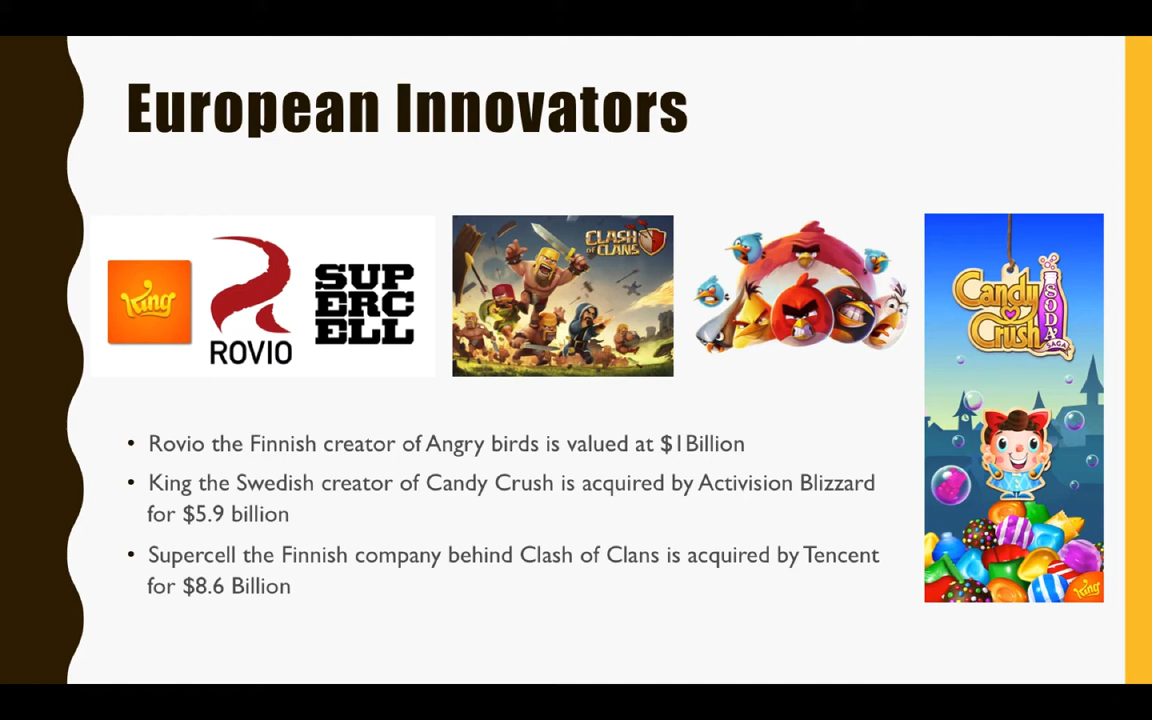 European Innovators
King
ROVIO
SUP
ERC
ELL
CLASH
OF CLANS
Candy
Crush
SODA
SAGA
• Rovio the Finnish creator of Angry birds is valued at $1Billion
• King the Swedish creator of Candy Crush is acquired by Activision Blizzard
for $5.9 billion
• Supercell the Finnish company behind Clash of Clans is acquired by Tencent
for $8.6 Billion
King